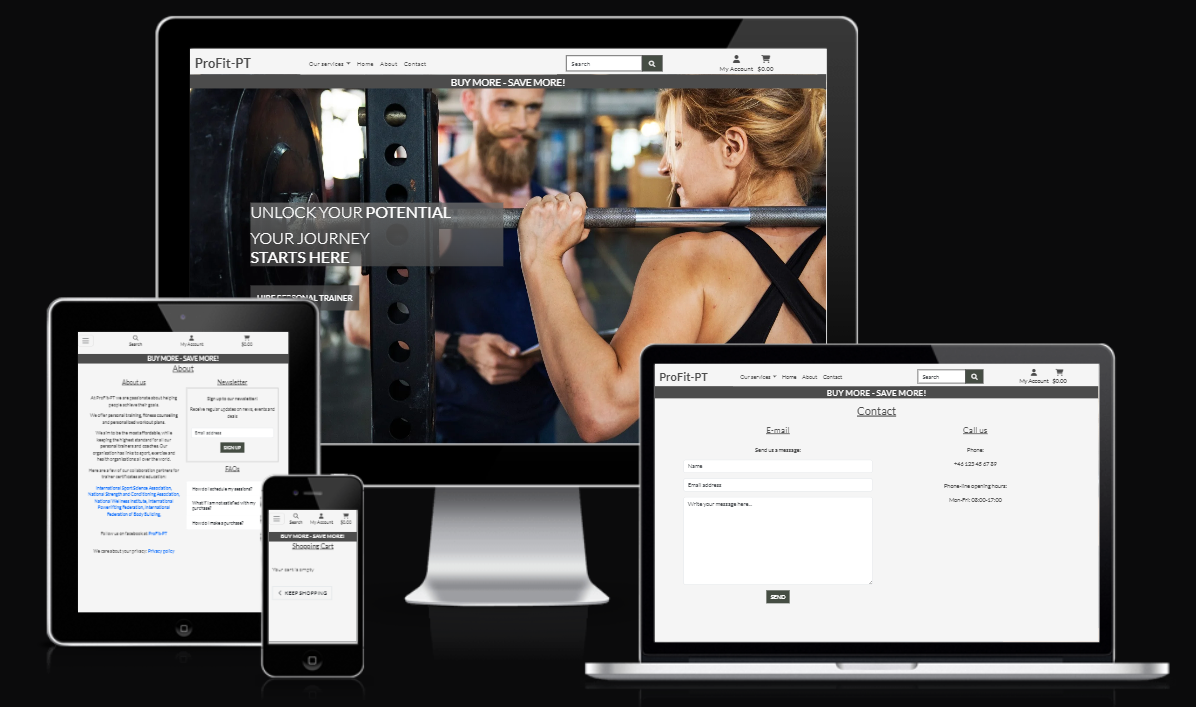 ProFit-PT
Our services Home About Contact
Search
My Account $0.00
BUY MORE - SAVE MORE!
UNLOCK YOUR POTENTIAL
YOUR JOURNEY
STARTS HERE
PERSONAL TRAINER
Search My Account $0.00
BUY MORE - SAVE MORE!
About
About us
At ProFit-PT we are passionate about helping
people achieve their goals.
We offer personal training, fitness counseling
and personalized workout plans.
We aim to be the most affordable, while
keeping the highest standard for all our
personal trainers and coaches. Our
organisation has links to sport, exercise and
health organisations all over the world.
Here are a few of our collaboration partners for
trainer certificates and education:
International Sport Science Association,
National Strength and Conditioning Association,
National Wellness Institute, International
Powerlifting Federation, International
Federation of Body Building,
Follow us on facebook at ProFit-PT
We care about your privacy: Privacy policy
Newsletter
Sign up to our newsletter!
Receive regular updates on news, events and
deals
Email address
SIGN UP
FAQs
How do I schedule my sessions?
What if I am not satisfied with my
purchase?
How do I make a purchase?
Search My Account $0.00
BUY MORE - SAVE MORE!
Shopping Cart
Your cart is empty.
KEEP SHOPPING
ProFit-PT
Our services Home About Contact
Search
My Account $0.00
BUY MORE - SAVE MORE!
Contact
E-mail
Send us a message:
Name
Email address
Write your message here...
SEND
Call us
Phone:
+46 123 45 67 89
Phone-line opening hours:
Mon-Fri: 08:00-17:00